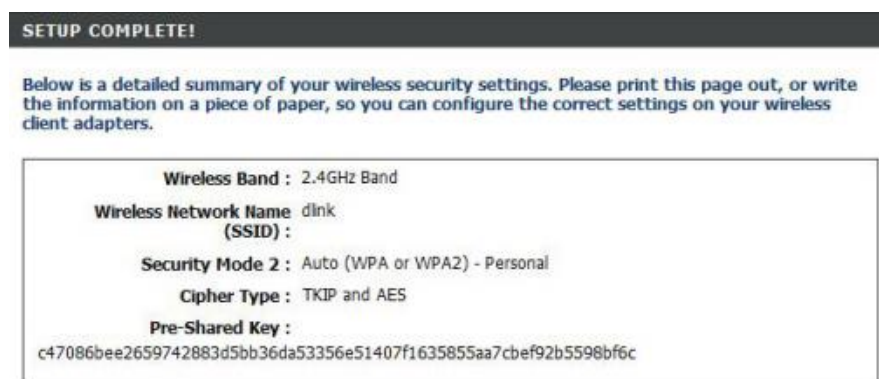 SETUP COMPLETE!
Below is a detailed summary of your wireless security settings. Please print this page out, or write
the information on a piece of paper, so you can configure the correct settings on your wireless
client adapters.
Wireless Band : 2.4GHz Band
Wireless Network Name dlink
(SSID) :
Security Mode 2 : Auto (WPA or WPA2) - Personal
Cipher Type : TKIP and AES
Pre-Shared Key :
c47086bee2659742883d5bb36da53356e51407f1635855aa7cbef92b5598bf6c